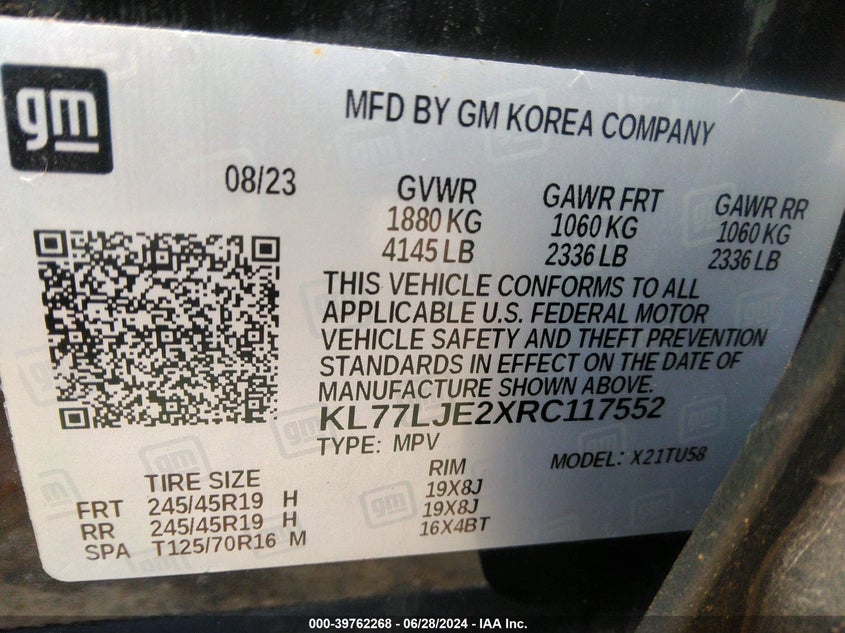 gm
MFD BY GM KOREA COMPANY
08/23
GVWR GAWR FRT GAWR RR
1880 KG 1060 KG 1060 KG
4145 LB 2336 LB 2336 LB
THIS VEHICLE CONFORMS TO ALL
APPLICABLE U.S. FEDERAL MOTOR
VEHICLE SAFETY AND THEFT PREVENTION
STANDARDS IN EFFECT ON THE DATE OF
MANUFACTURE SHOWN ABOVE.
KL77LJE2XRC117552
TYPE: MPV MODEL: X21TU58
TIRE SIZE RIM
FRT 245/45R19 H 19X8J
RR 245/45R19 H 19X8J
SPA T125/70R16 M 16X4BT
000-39762268 - 06/28/2024 - IAA Inc.